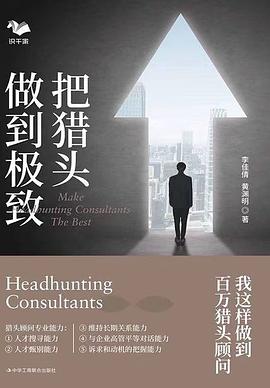 识干家
把猎头
做到极致
Make
Headhunting Consultants
The Best
李佳倩 黄渊明 著
我这样做到
百万猎头顾问
Headhunting
Consultants
猎头顾问专业能力：
① 人才搜寻能力
② 人才甄别能力
③ 维持长期关系能力
④ 与企业高管平等对话能力
⑤ 诉求和动机的把握能力
中华工商联合出版社